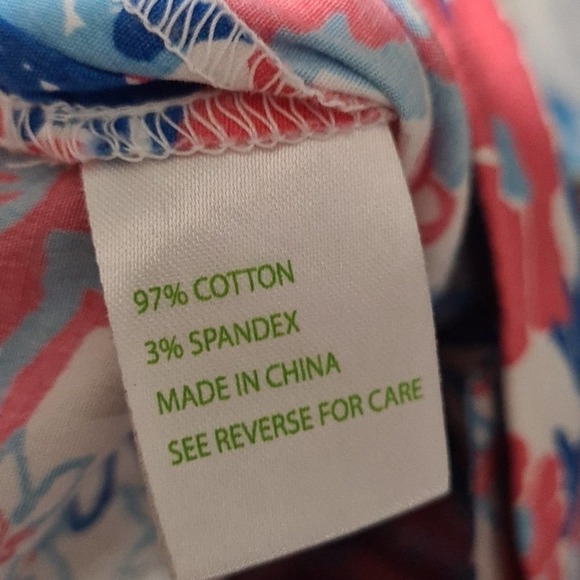 97% COTTON
3% SPANDEX
MADE IN CHINA
SEE REVERSE FOR CARE